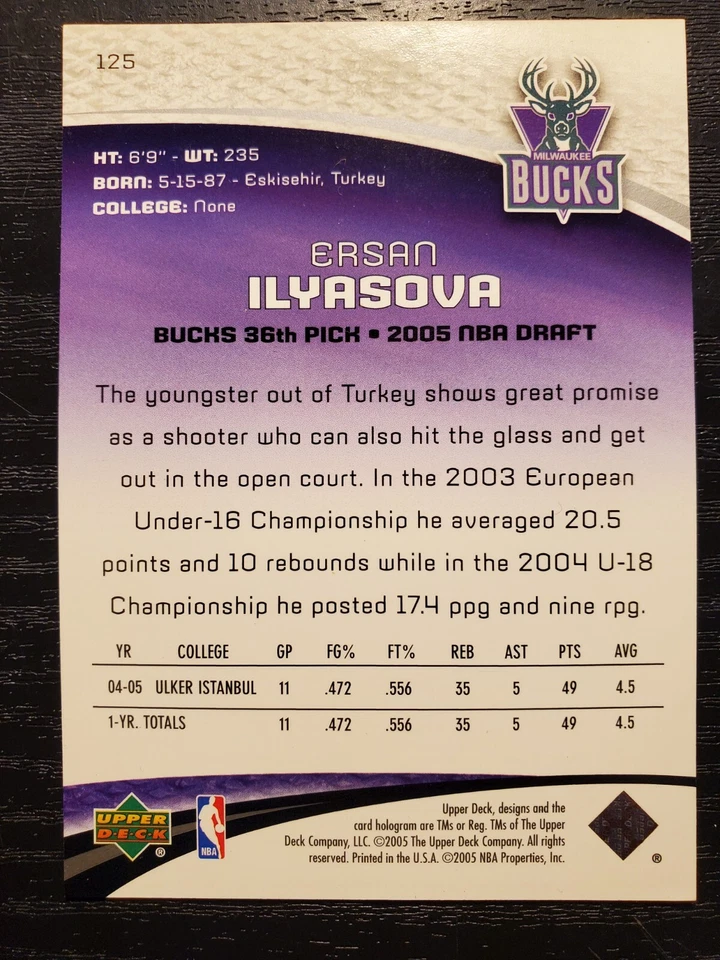 125
MILWAUKEE
BUCKS
HT: 6'9" - WT: 235
BORN: 5-15-87 - Eskisehir, Turkey
COLLEGE: None
ERSAN
ILYASOVA
BUCKS 36th PICK • 2005 NBA DRAFT
The youngster out of Turkey shows great promise
as a shooter who can also hit the glass and get
out in the open court. In the 2003 European
Under-16 Championship he averaged 20.5
points and 10 rebounds while in the 2004 U-18
Championship he posted 17.4 ppg and nine rpg.
YR COLLEGE GP FG% FT% REB AST PTS AVG
04-05 ULKER ISTANBUL 11 .472 .556 35 5 49 4.5
1-YR. TOTALS 11 .472 .556 35 5 49 4.5
UPPER
DECK
®
NBA
Upper Deck, designs and the
card hologram are TMs or Reg. TMs of The Upper
Deck Company, LLC. ©2005 The Upper Deck Company. All rights
reserved. Printed in the U.S.A. ©2005 NBA Properties, Inc.
®